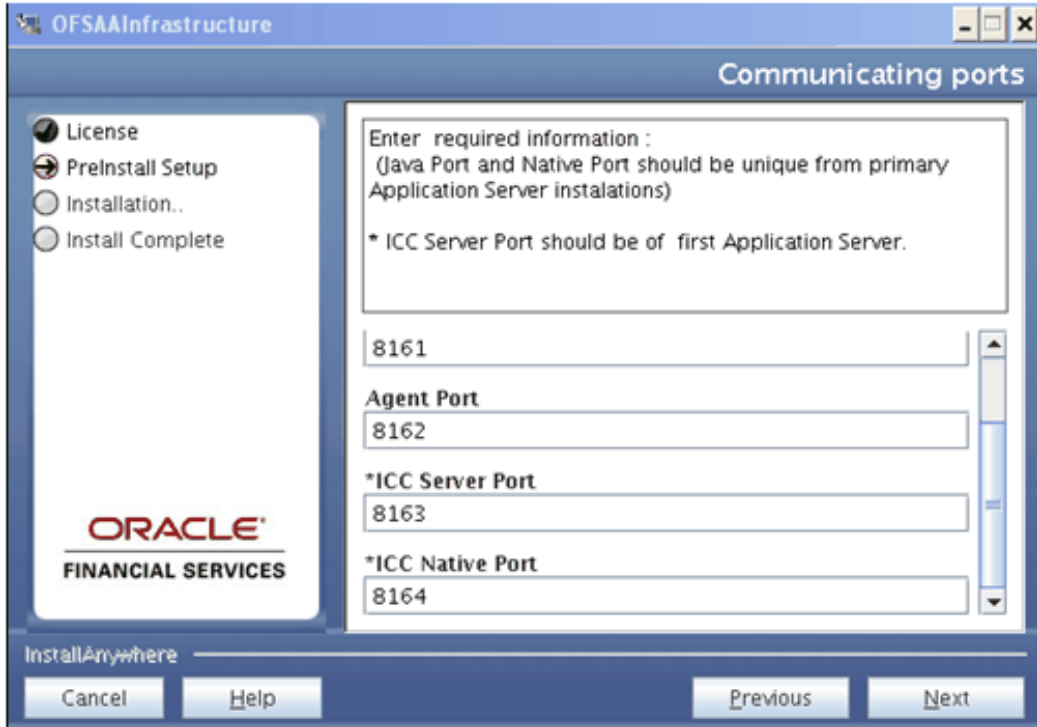 OFSAAInfrastructure
Communicating ports
License
PreInstall Setup
Installation..
Install Complete
ORACLE
FINANCIAL SERVICES
Enter required information :
(Java Port and Native Port should be unique from primary
Application Server instalations)
* ICC Server Port should be of first Application Server.
8161
Agent Port
8162
*ICC Server Port
8163
*ICC Native Port
8164
InstallAnywhere
Cancel
Help
Previous
Next